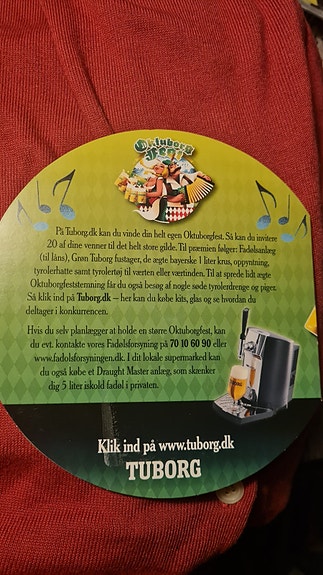 Oktuborg
Fest
På Tuborg.dk kan du vinde din helt egen Oktuborgfest. Så kan du invitere
20 af dine venner til det helt store gilde. Til præmien følger: Fadølsanlæg
(til låns), Grøn Tuborg fustager, de ægte bayerske 1 liter krus, oppyntning,
tyrolerhatte samt tyrolertøj til værten eller værtinden. Til at sprede lidt ægte
Oktuborgfeststemning får du også besøg af nogle søde tyrolerdrenge og piger.
Så klik ind på Tuborg.dk – her kan du købe kits, glas og se hvordan du
deltager i konkurrencen.
Hvis du selv planlægger at holde en større Oktuborgfest, kan
du evt. kontakte vores Fadølsforsyning på 70 10 60 90 eller
www.fadolsforsyningen.dk. I dit lokale supermarked kan
du også købe et Draught Master anlæg, som skænker
dig 5 liter iskold fadøl i privaten.
Klik ind på www.tuborg.dk
TUBORG